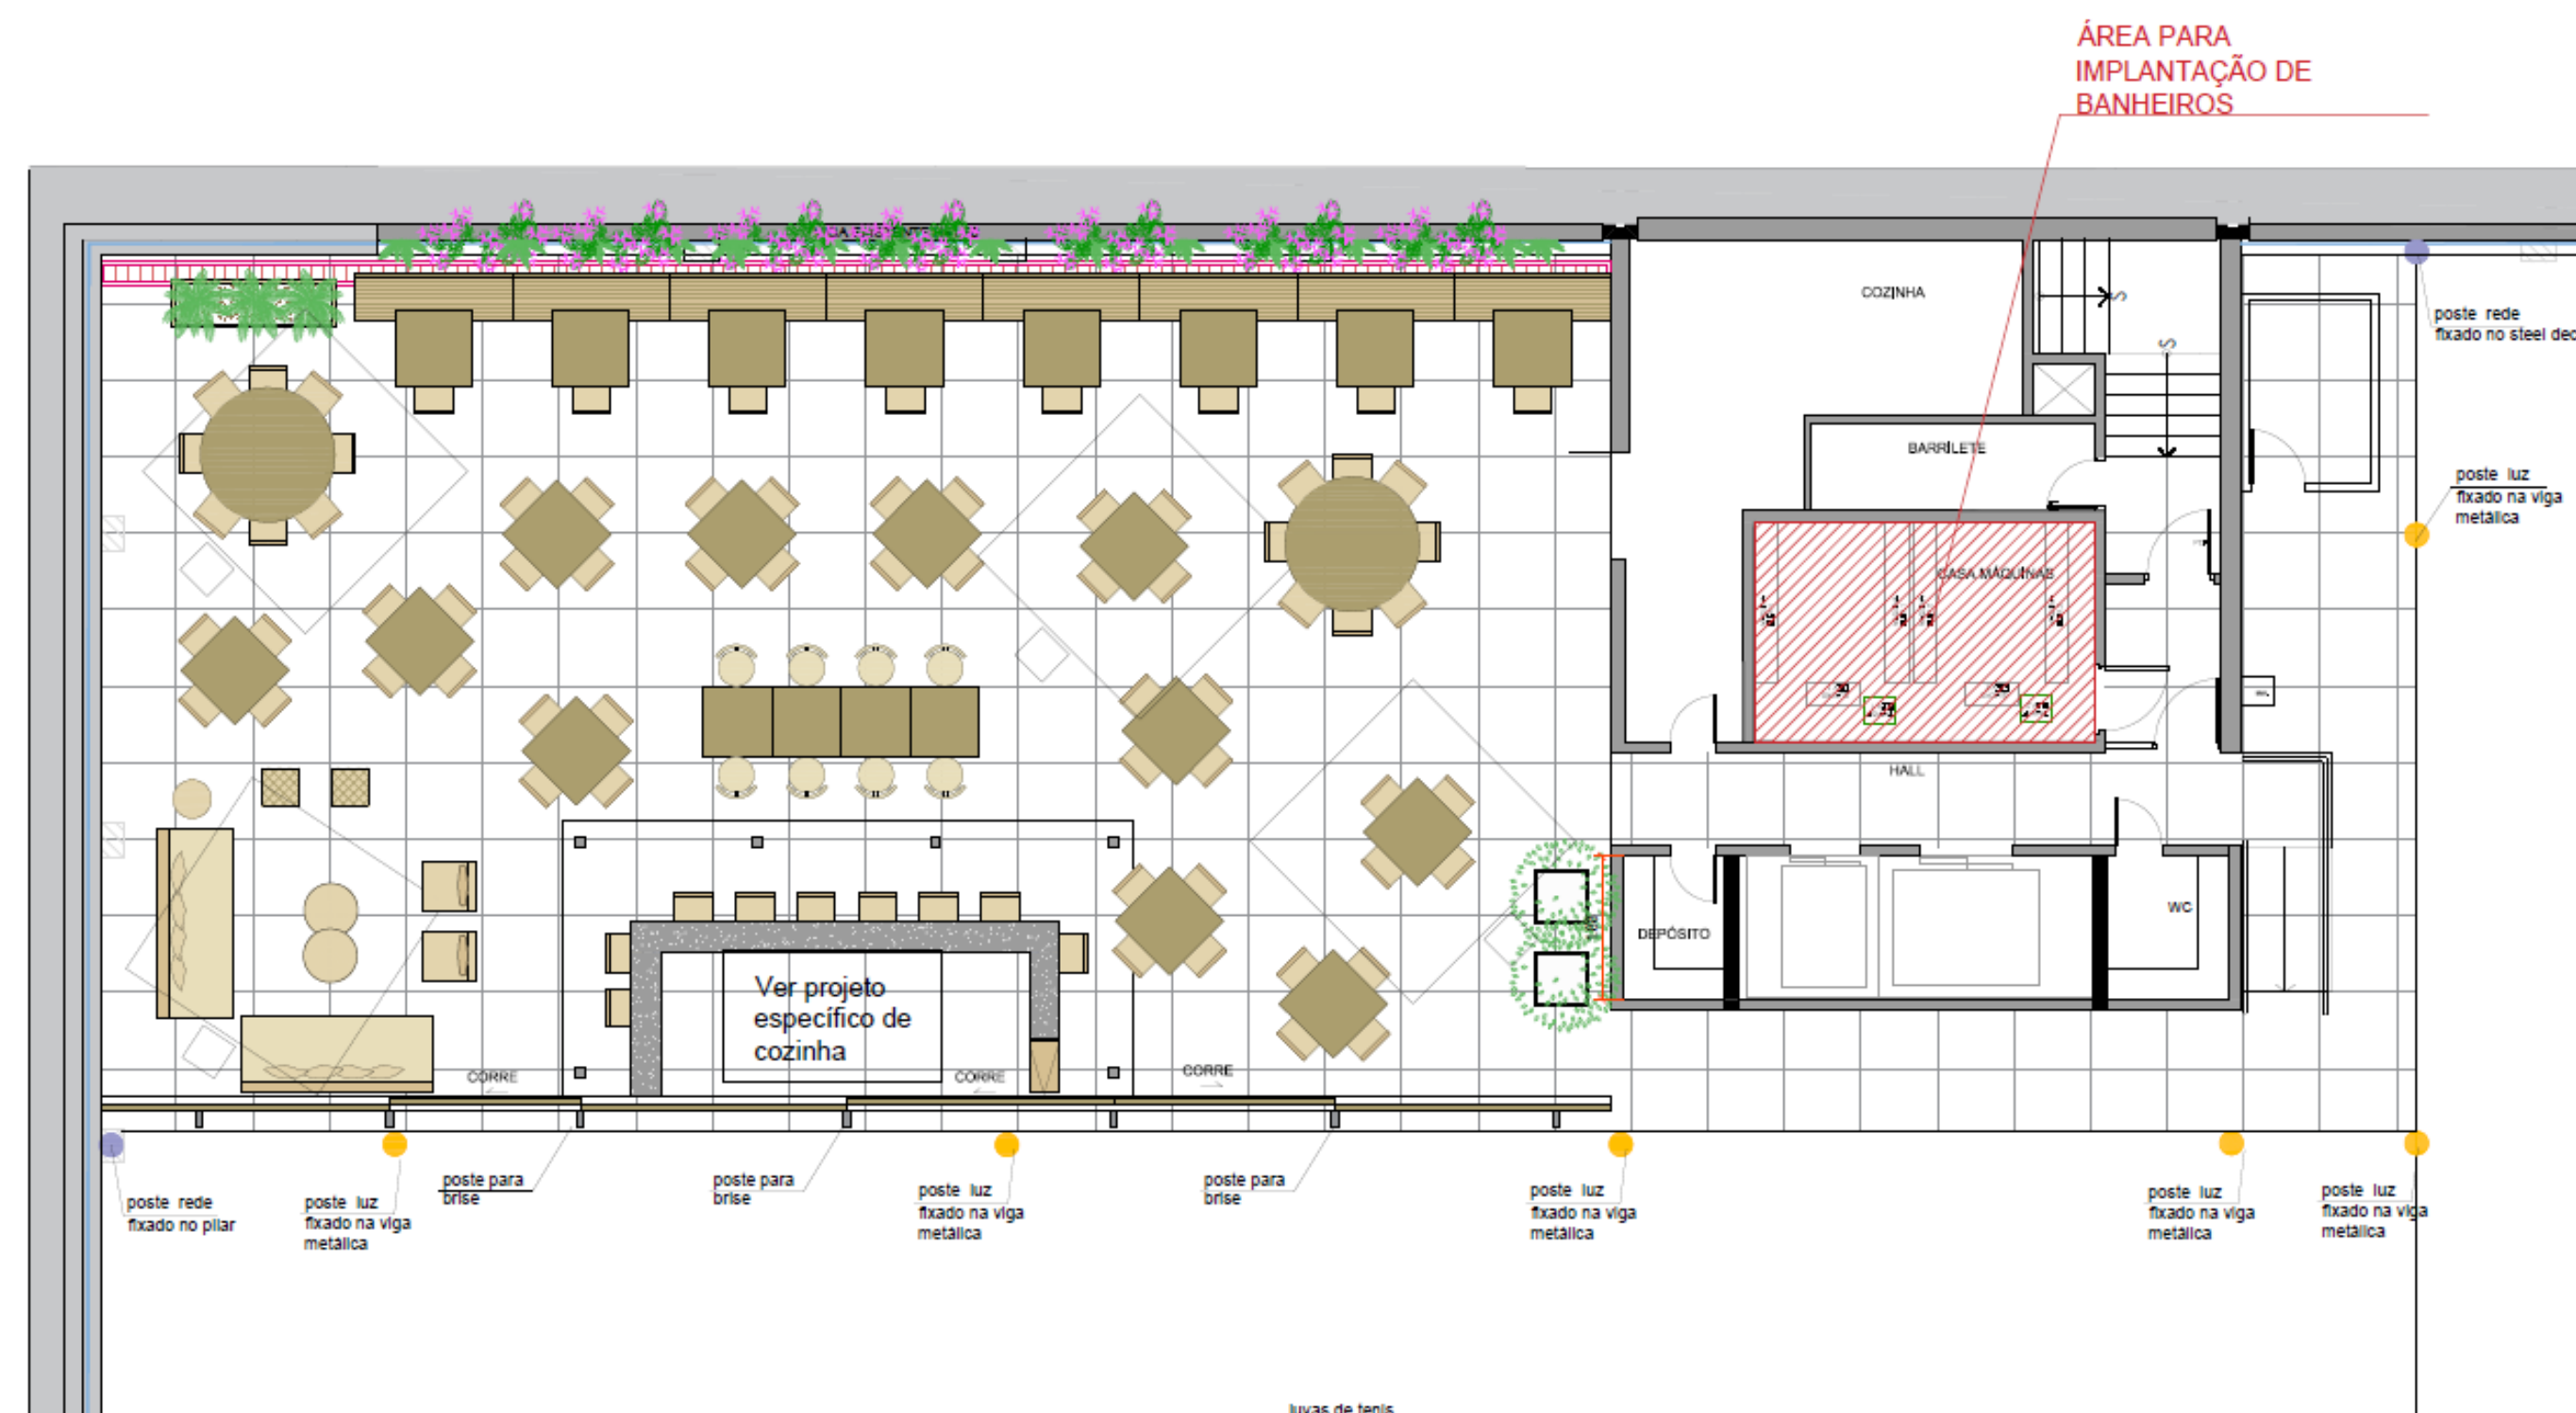 ÁREA PARA
IMPLANTAÇÃO DE
BANHEIROS
COZINHA
S
S
poste rede
fixado no steel dec
BARRILETE
poste luz
fixado na viga
metálica
CASA MÁQUINAS
HALL
WC
DEPÓSITO
Ver projeto
específico de
cozinha
CORRE
CORRE
CORRE
poste rede
fixado no pilar
poste luz
fixado na viga
metálica
poste para
brise
poste para
brise
poste luz
fixado na viga
metálica
poste para
brise
poste luz
fixado na viga
metálica
poste luz
fixado na viga
metálica
poste luz
fixado na viga
metálica
luvas de tenis